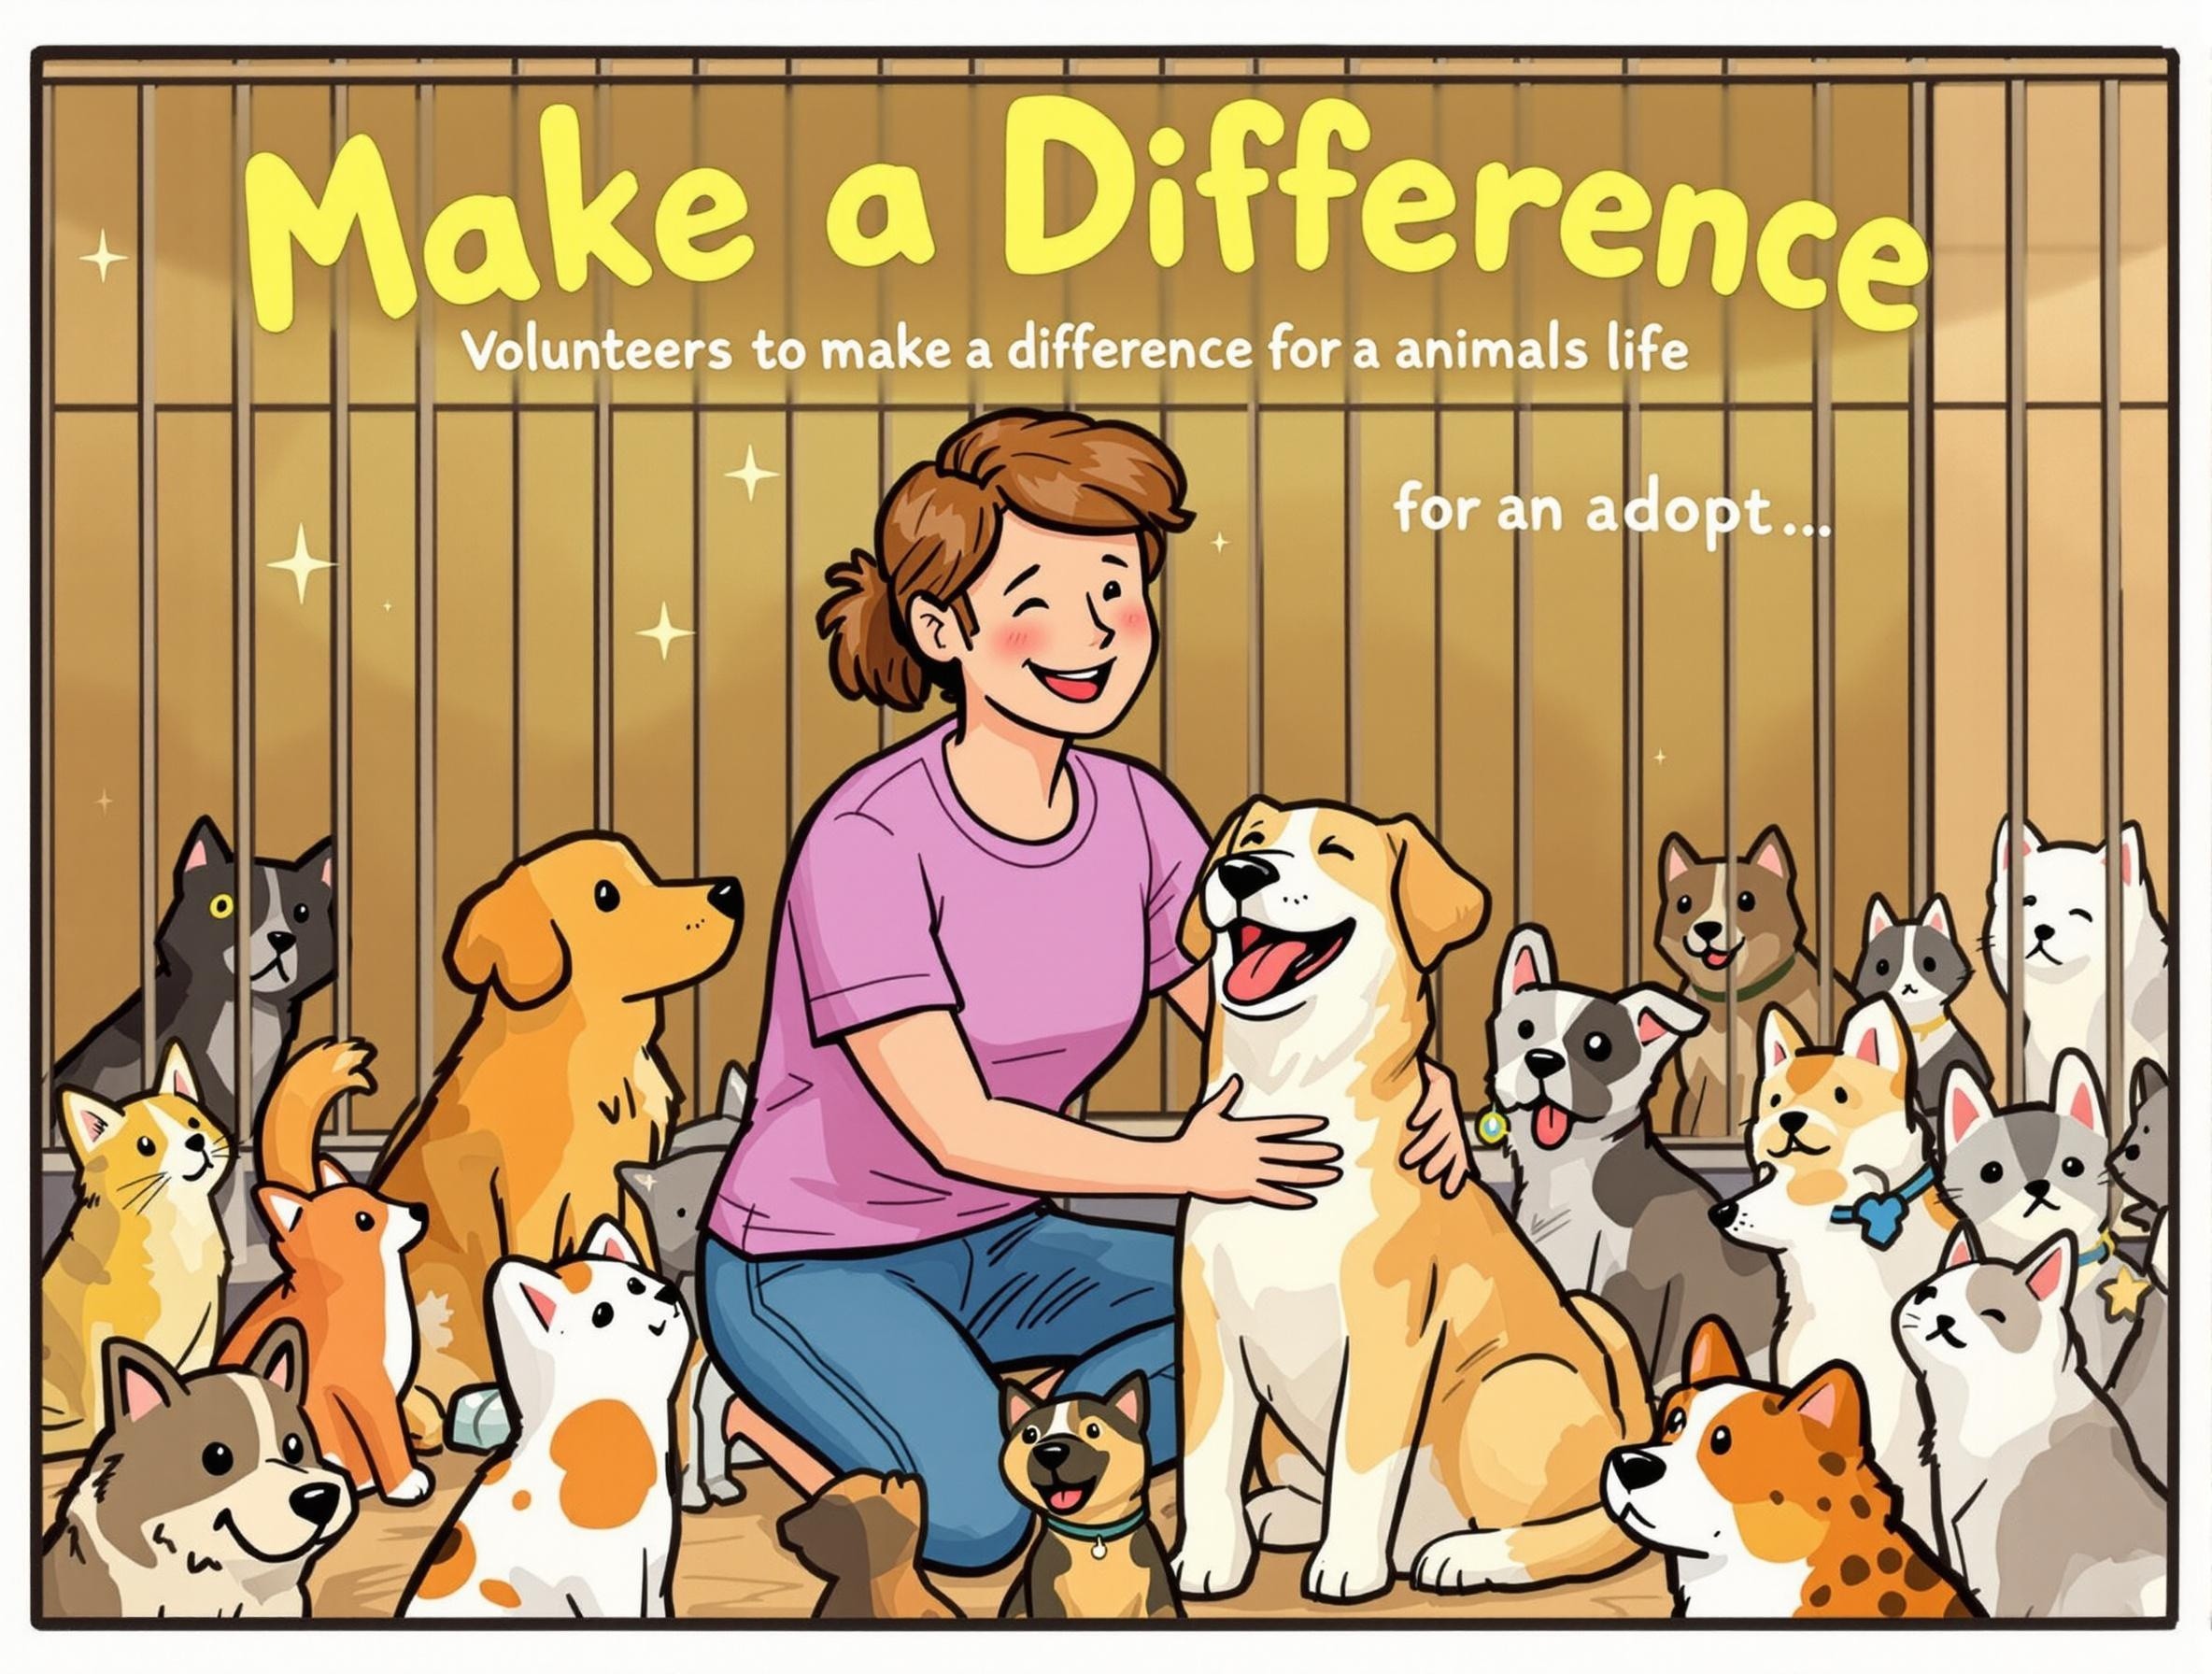 Make a Difference
Volunteers to make a difference for a animals life
for an adopt...